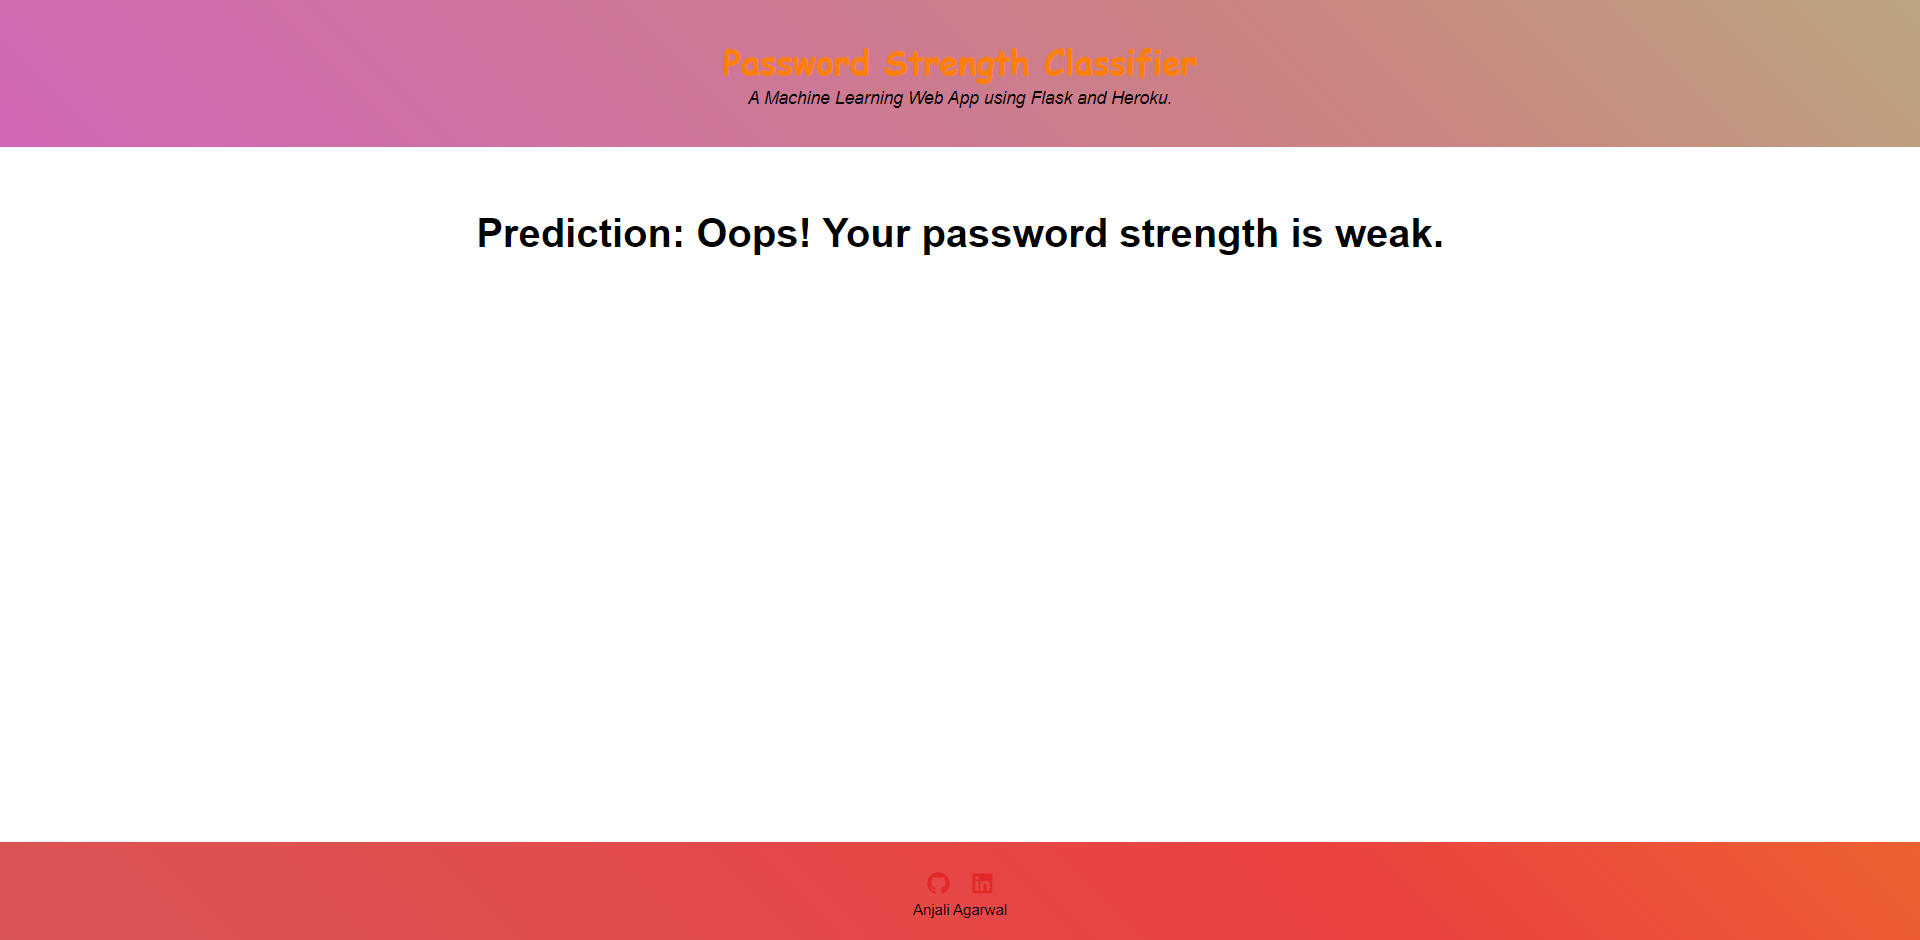 Password Strength Classifier
A Machine Learning Web App using Flask and Heroku.
Prediction: Oops! Your password strength is weak.
Anjali Agarwal